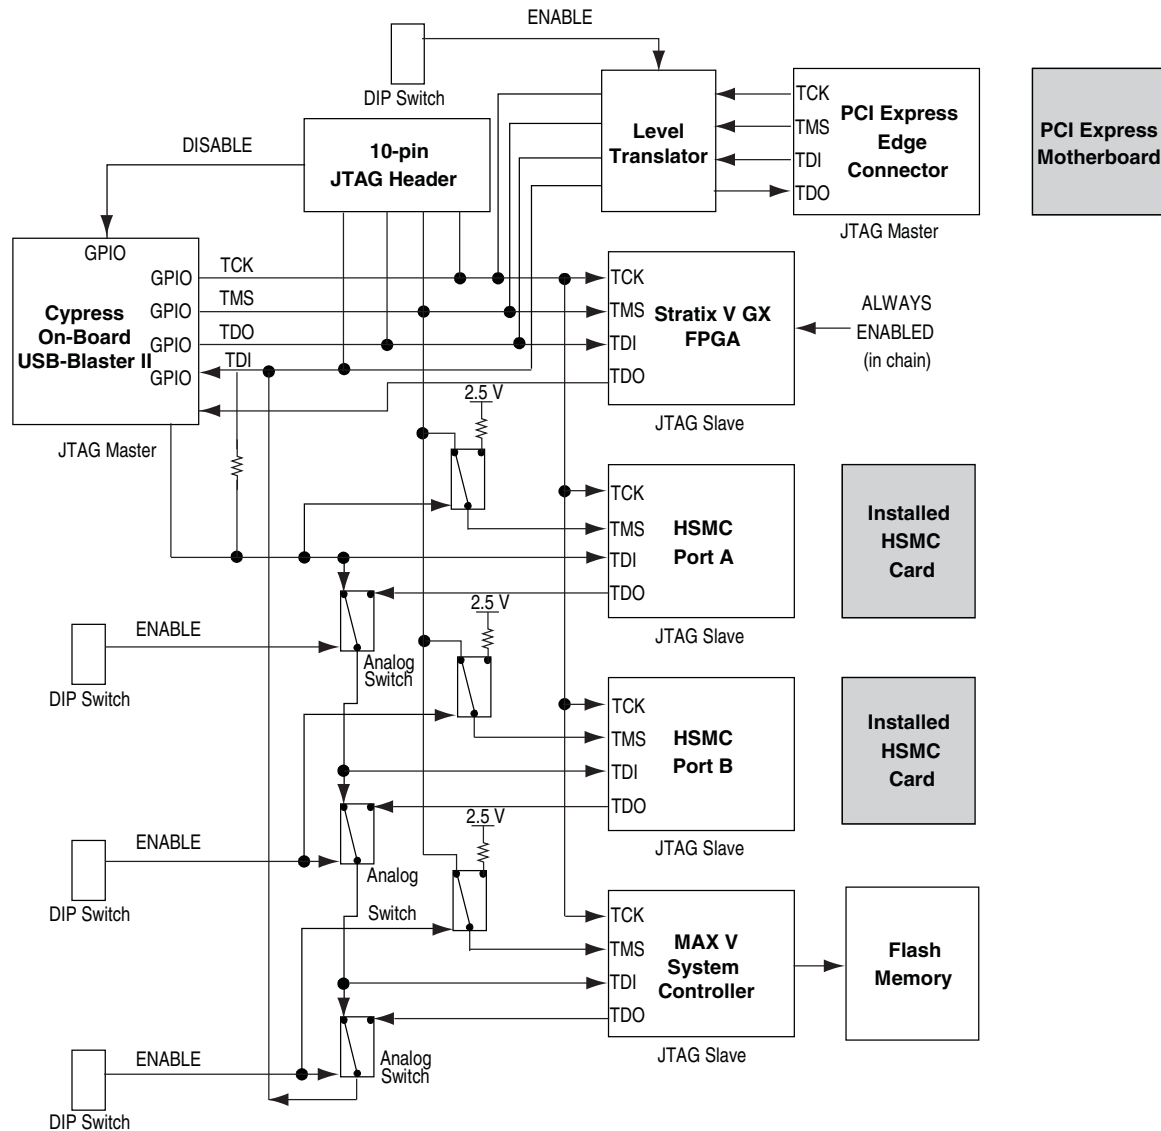 ENABLE
DIP Switch
10-pin
JTAG Header
DISABLE
Level
Translator
TCK
TMS
TDI
TDO
PCI Express
Edge
Connector
JTAG Master
PCI Express
Motherboard
GPIO
GPIO
GPIO
GPIO
GPIO
Cypress
On-Board
USB-Blaster II
JTAG Master
TCK
TMS
TDO
TDI
TCK
TMS
TDI
TDO
Stratix V GX
FPGA
JTAG Slave
ALWAYS
ENABLED
(in chain)
2.5 V
TCK
TMS
TDI
TDO
HSMC
Port A
JTAG Slave
Installed
HSMC
Card
ENABLE
DIP Switch
Analog
Switch
2.5 V
TCK
TMS
TDI
TDO
HSMC
Port B
JTAG Slave
Installed
HSMC
Card
ENABLE
DIP Switch
Analog
Switch
2.5 V
TCK
TMS
TDI
TDO
MAX V
System
Controller
JTAG Slave
Flash
Memory
ENABLE
DIP Switch
Analog
Switch